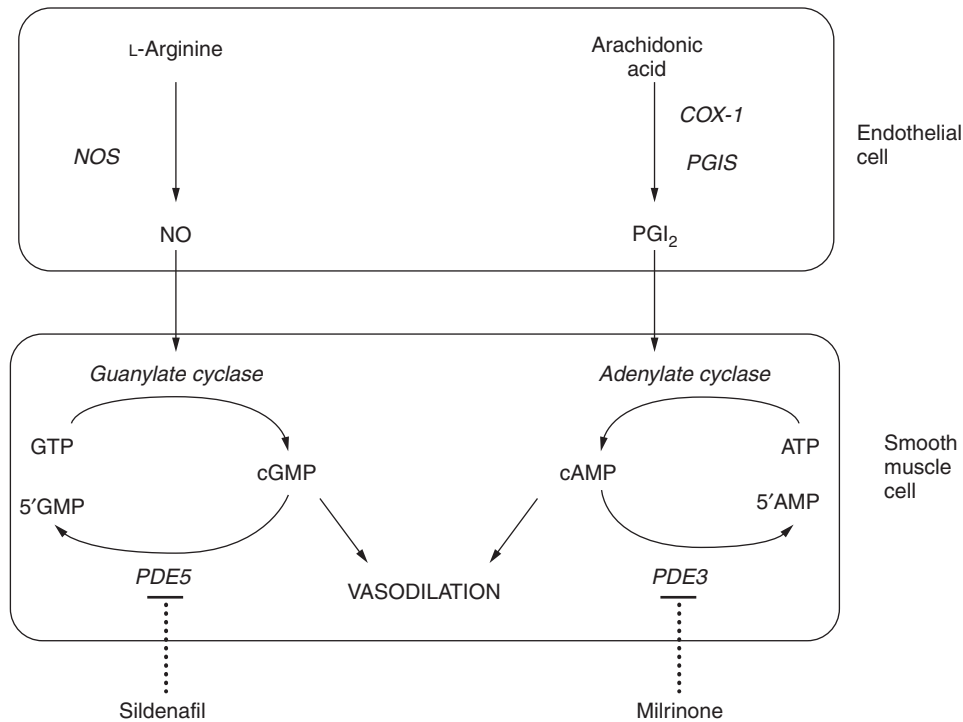 L-Arginine
Arachidonic
acid
COX-1
NOS
PGIS
Endothelial
cell
NO
PGI₂
Guanylate cyclase
Adenylate cyclase
GTP
ATP
cGMP
cAMP
Smooth
muscle
cell
5′GMP
5′AMP
PDE5
VASODILATION
PDE3
Sildenafil
Milrinone